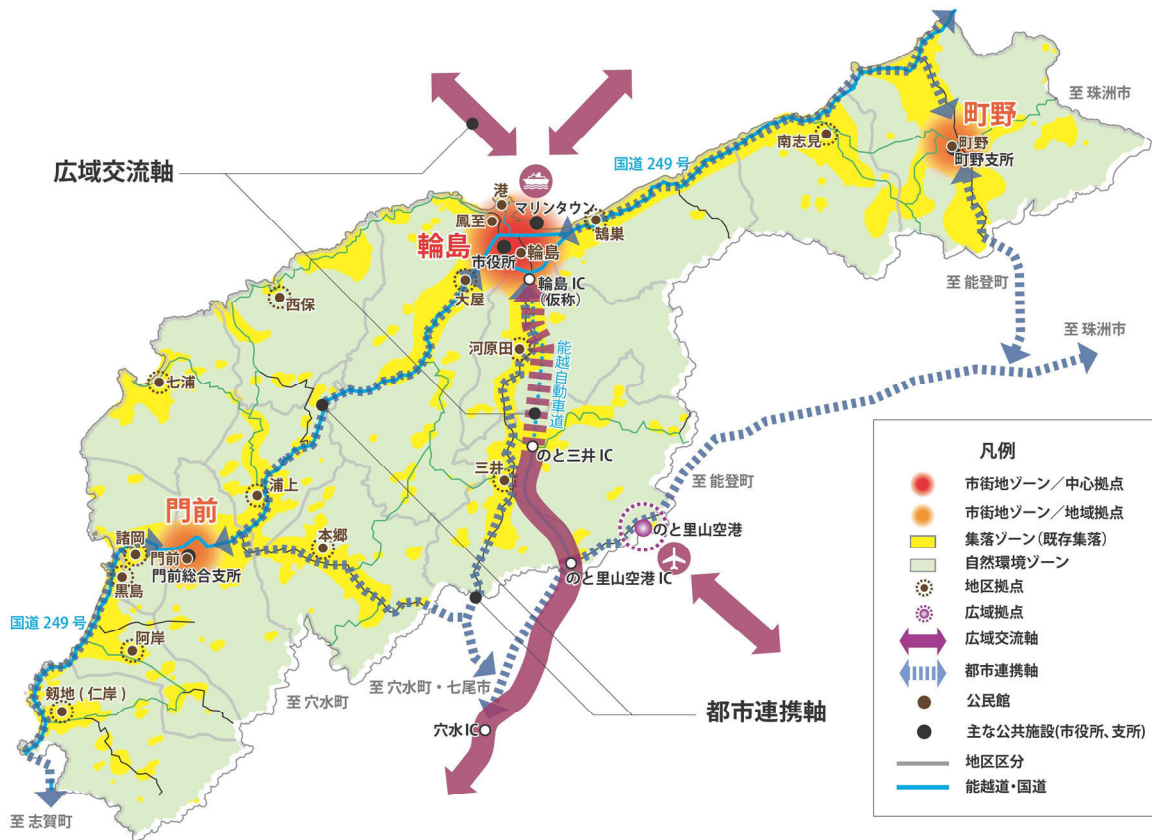 至 珠洲市
町野
町野
町野支所
南志見
国道 249 号
広域交流軸
港
マリンタウン
鳳至
鵠巣
輪島
輪島
市役所
大屋
輪島 IC
(仮称)
至 能登町
至 珠洲市
西保
河原田
能越自動車道
七浦
のと三井 IC
三井
至 能登町
浦上
門前
諸岡
本郷
門前
門前総合支所
黒島
のと里山空港
のと里山空港 IC
国道 249 号
阿岸
剱地 ( 仁岸 )
至 穴水町・七尾市
至 穴水町
穴水 IC
都市連携軸
至 志賀町
凡例
市街地ゾーン／中心拠点
市街地ゾーン／地域拠点
集落ゾーン(既存集落)
自然環境ゾーン
地区拠点
広域拠点
広域交流軸
都市連携軸
公民館
主な公共施設(市役所、支所)
地区区分
能越道・国道